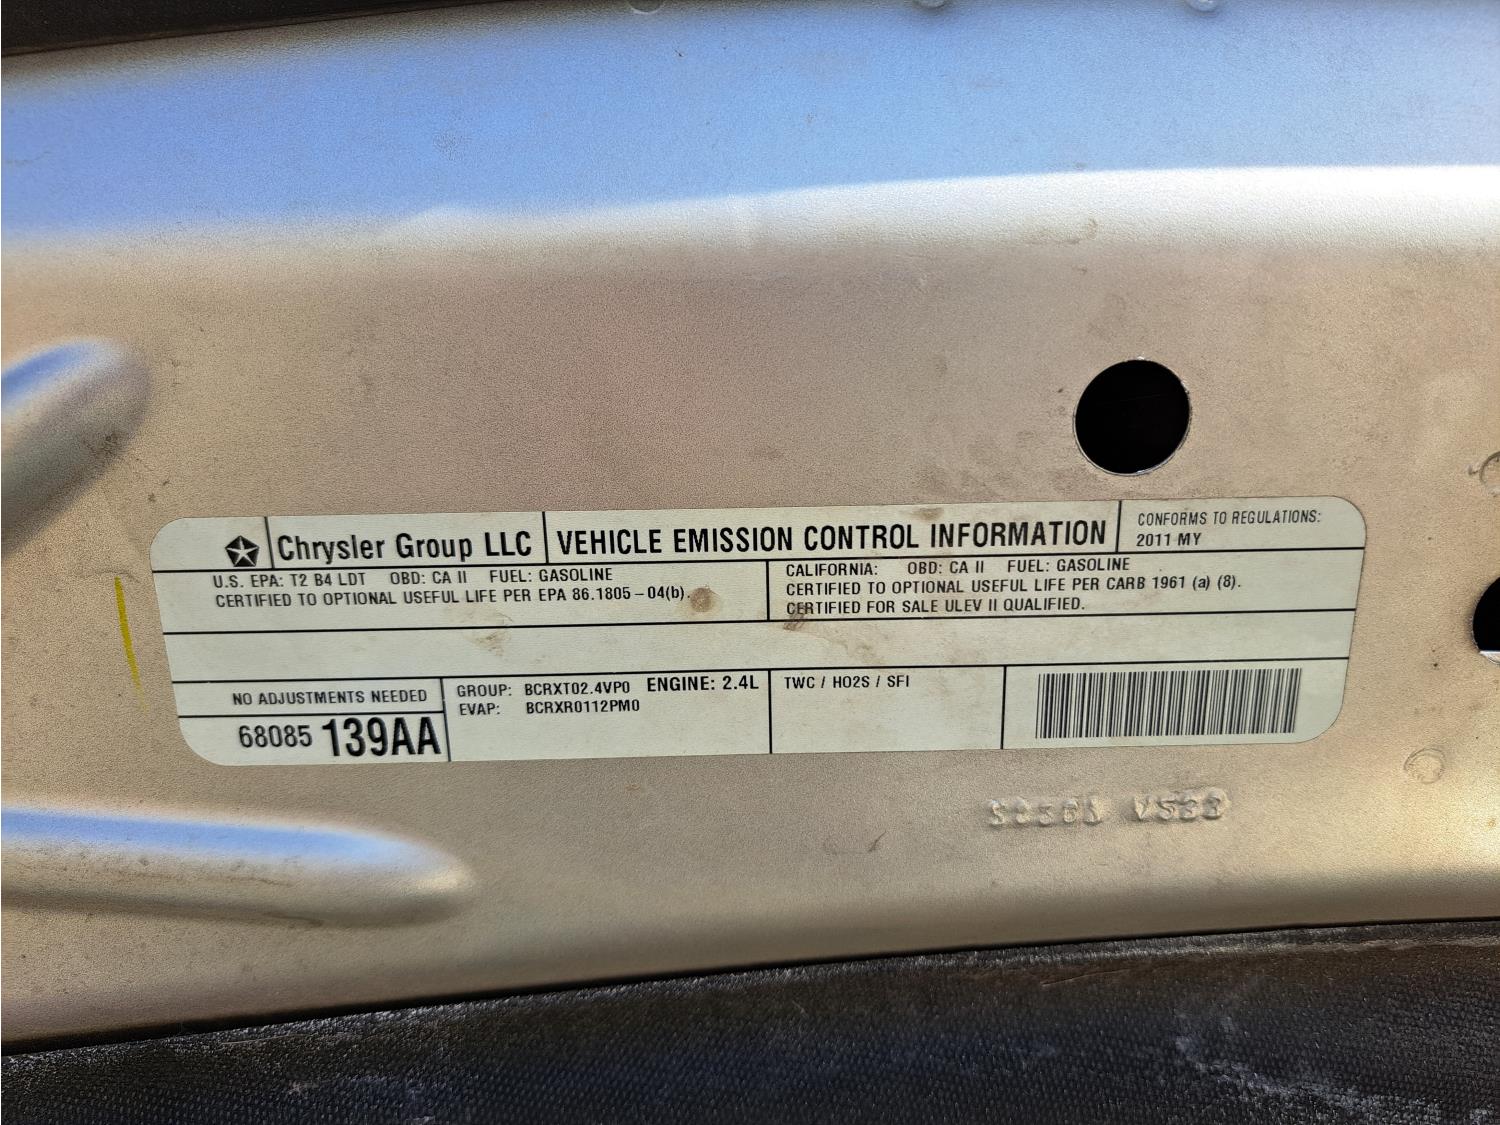 Chrysler Group LLC
VEHICLE EMISSION CONTROL INFORMATION
CONFORMS TO REGULATIONS:
2011 MY
U.S. EPA: T2 B4 LDT OBD: CA II FUEL: GASOLINE
CERTIFIED TO OPTIONAL USEFUL LIFE PER EPA 86.1805-04(b).
CALIFORNIA: OBD: CA II FUEL: GASOLINE
CERTIFIED TO OPTIONAL USEFUL LIFE PER CARB 1961 (a) (8).
CERTIFIED FOR SALE ULEV II QUALIFIED.
NO ADJUSTMENTS NEEDED
68085 139AA
GROUP: BCRXT02.4VP0 ENGINE: 2.4L
EVAP: BCRXR0112PM0
TWC / HO2S / SFI